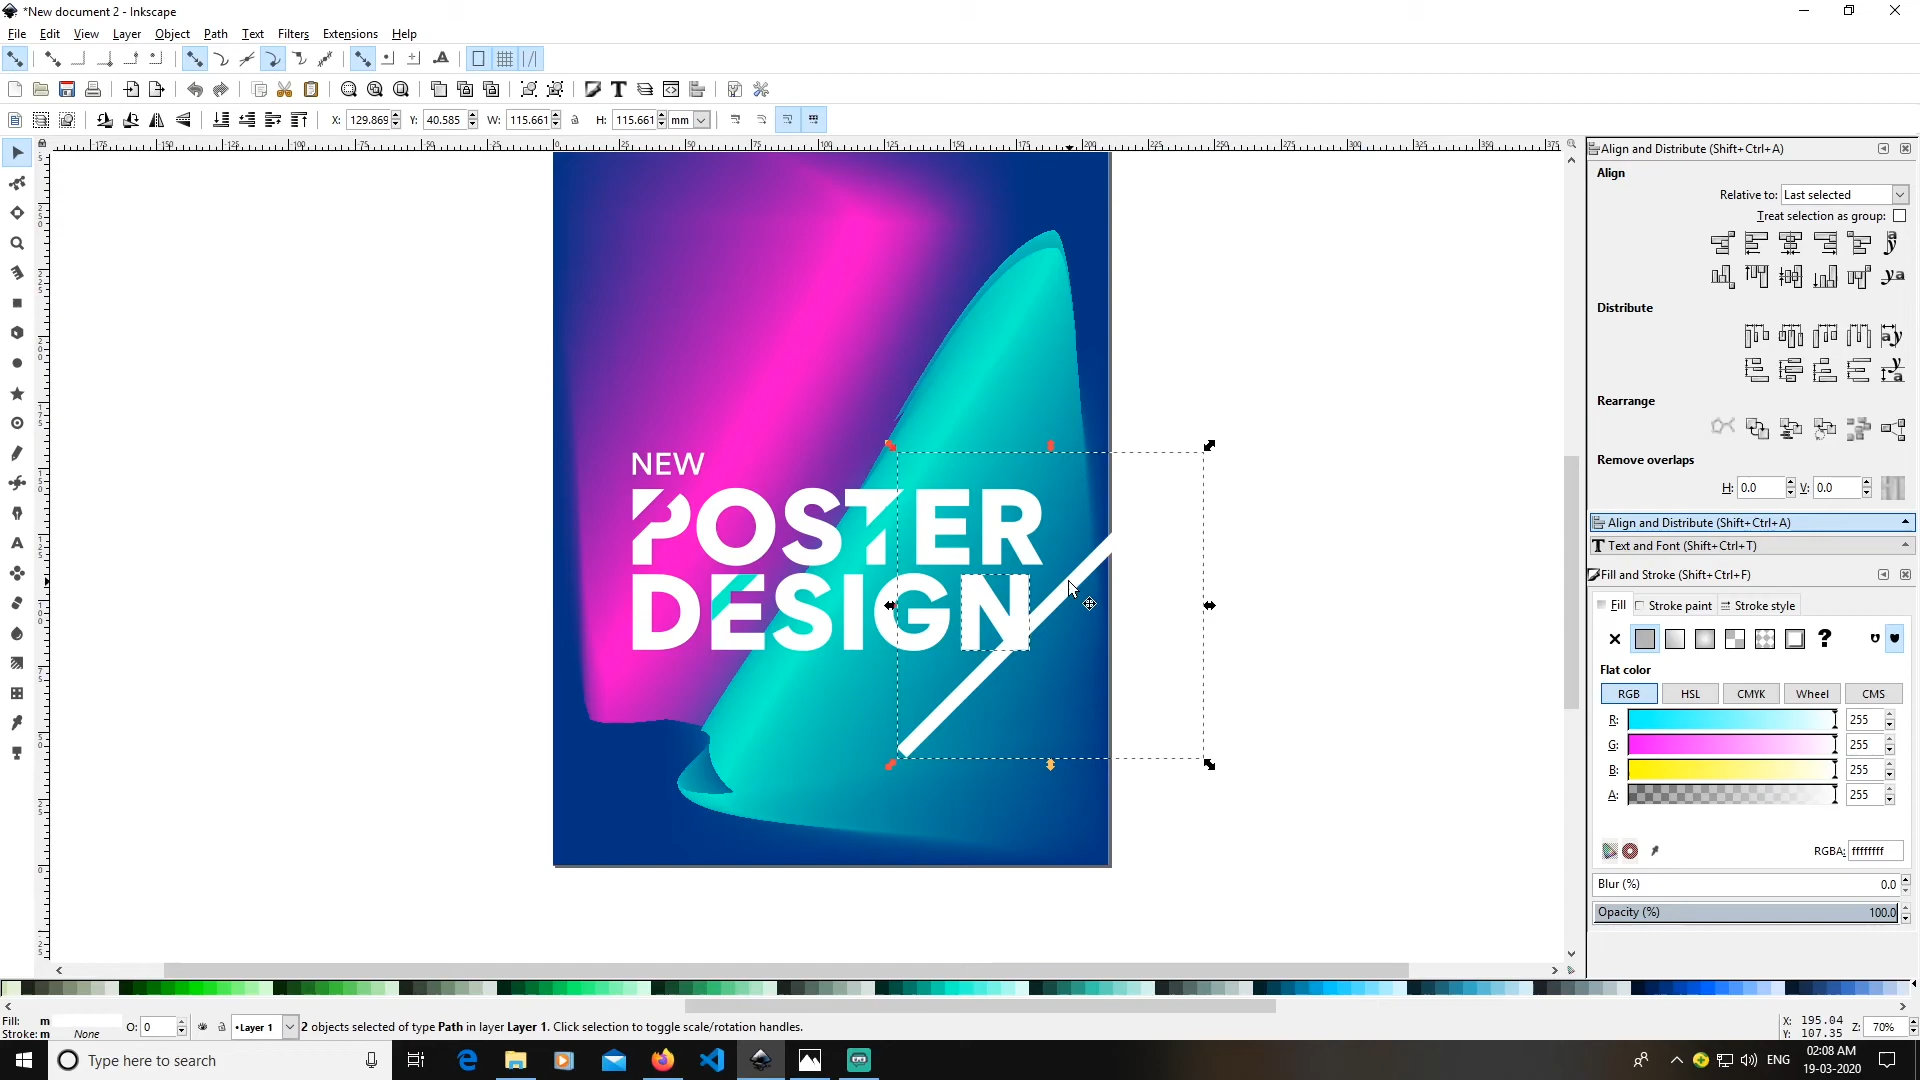 *New document 2 - Inkscape
File Edit View Layer Object Path Text Filters Extensions Help
X: 129.869 Y: 40.585 W: 115.661 H: 115.661 mm
Align and Distribute (Shift+Ctrl+A)
Align
Relative to: Last selected
Treat selection as group:
Distribute
Rearrange
Remove overlaps
H: 0.0 V: 0.0
Align and Distribute (Shift+Ctrl+A)
Text and Font (Shift+Ctrl+T)
Fill and Stroke (Shift+Ctrl+F)
Fill Stroke paint Stroke style
Flat color
RGB HSL CMYK Wheel CMS
R: 255
G: 255
B: 255
A: 255
RGBA: ffffffff
Blur (%) 0.0
Opacity (%) 100.0
NEW
POSTER
DESIGN
Fill: m
Stroke: m None
O: 0 •Layer 1 2 objects selected of type Path in layer Layer 1. Click selection to toggle scale/rotation handles.
X: 195.04
Y: 107.35
Z: 70%
Type here to search
ENG
02:08 AM
19-03-2020